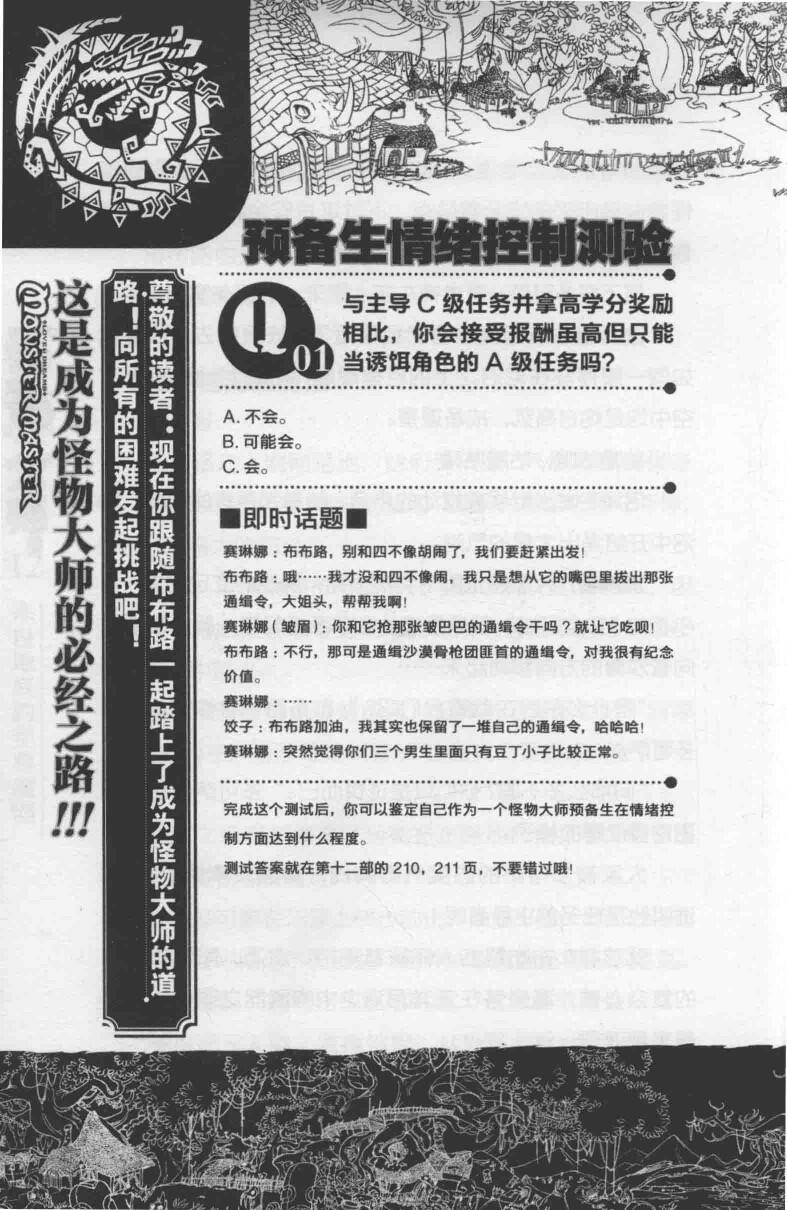 预备生情绪控制测验
Q01
与主导 C 级任务并拿高学分奖励
相比，你会接受报酬虽高但只能
当诱饵角色的 A 级任务吗？
A. 不会。
B. 可能会。
C. 会。
■即时话题■
赛琳娜：布布路，别和四不像胡闹了，我们要赶紧出发！
布布路：哦……我才没和四不像闹，我只是想从它的嘴巴里拔出那张
通缉令，大姐头，帮帮我啊！
赛琳娜（皱眉）：你和它抢那张皱巴巴的通缉令干吗？就让它吃呗！
布布路：不行，那可是通缉沙漠骨枪团匪首的通缉令，对我很有纪念
价值。
赛琳娜：……
饺子：布布路加油，我其实也保留了一堆自己的通缉令，哈哈哈！
赛琳娜：突然觉得你们三个男生里面只有豆丁小子比较正常。
完成这个测试后，你可以鉴定自己作为一个怪物大师预备生在情绪控
制方面达到什么程度。
测试答案就在第十二部的 210，211 页，不要错过哦！
尊敬的读者：现在你跟随布布路一起踏上了成为怪物大师的道
路！向所有的困难发起挑战吧！
这是成为怪物大师的必经之路!!!
LOVE & DREAMS
MONSTER MASTER